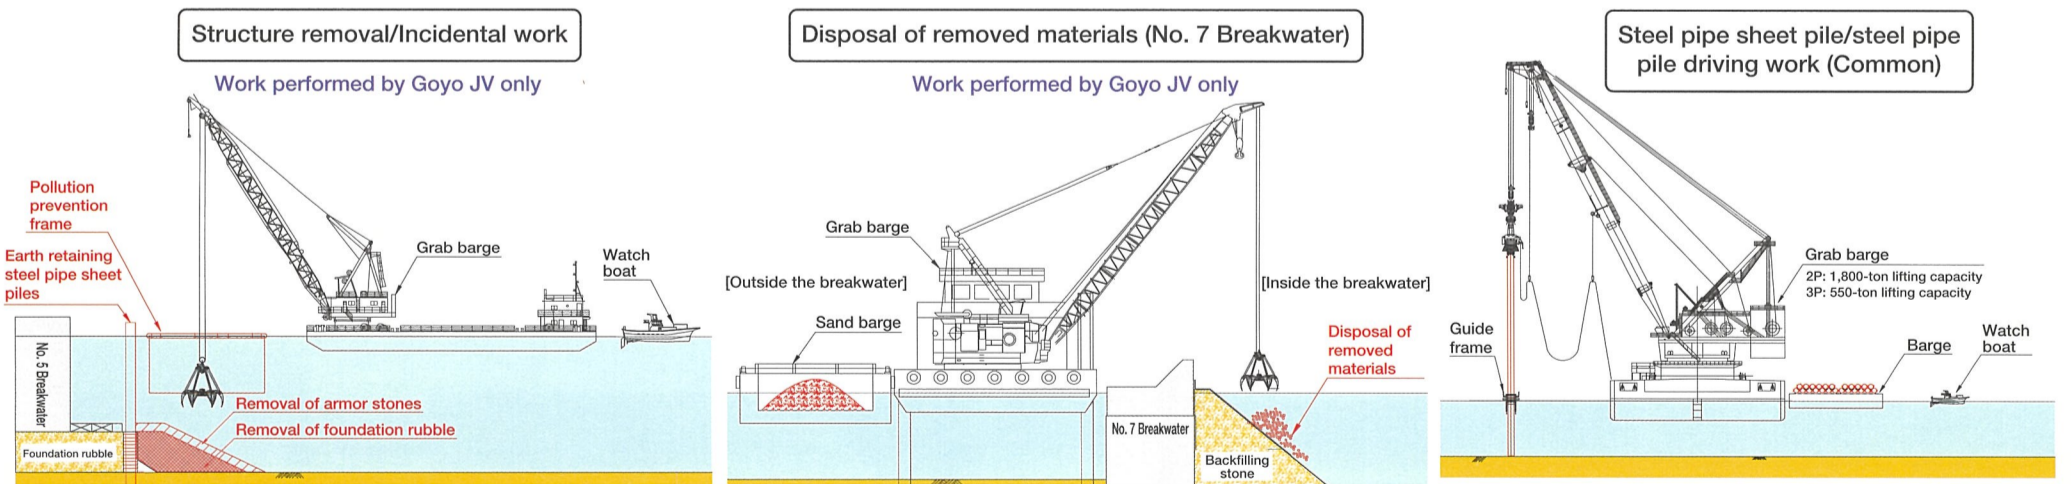 Structure removal/Incidental work
Work performed by Goyo JV only
Pollution
prevention
frame
Earth retaining
steel pipe sheet
piles
Grab barge
Watch
boat
No. 5 Breakwater
Removal of armor stones
Removal of foundation rubble
Foundation rubble
Disposal of removed materials (No. 7 Breakwater)
Work performed by Goyo JV only
Grab barge
[Outside the breakwater]
[Inside the breakwater]
Sand barge
Disposal of
removed
materials
No. 7 Breakwater
Backfilling
stone
Steel pipe sheet pile/steel pipe
pile driving work (Common)
Grab barge
2P: 1,800-ton lifting capacity
3P: 550-ton lifting capacity
Guide
frame
Barge
Watch
boat